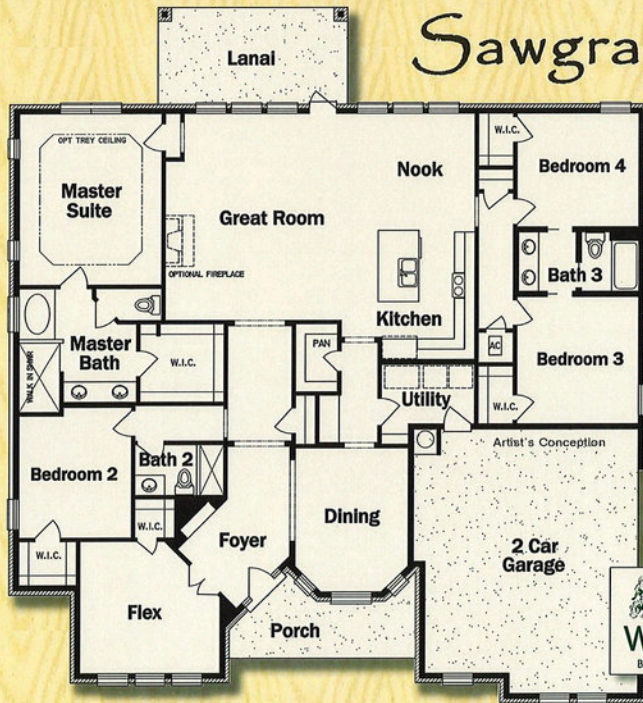 Sawgra
Lanai
OPT TREY CEILING
Master
Suite
Great Room
OPTIONAL FIREPLACE
Nook
W.I.C.
Bedroom 4
Bath 3
Kitchen
PAN
AC
Bedroom 3
W.I.C.
Master
Bath
WALK IN SHWR
W.I.C.
Utility
Bedroom 2
Bath 2
W.I.C.
W.I.C.
Foyer
Dining
Artist's Conception
2 Car
Garage
Flex
Porch
W
B